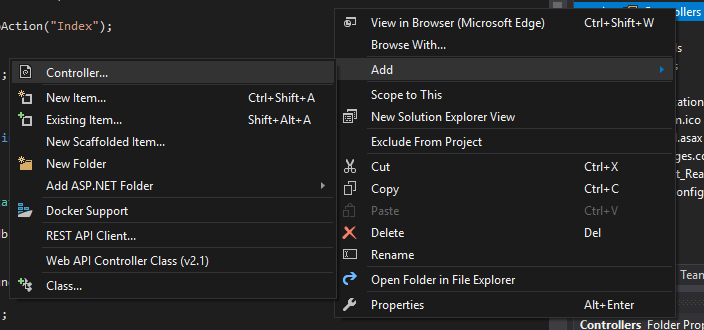 oAction("Index");
Controllers
View in Browser (Microsoft Edge) Ctrl+Shift+W
Browse With...
Add
Controller...
New Item... Ctrl+Shift+A
Existing Item... Shift+Alt+A
New Scaffolded Item...
New Folder
Add ASP.NET Folder
Docker Support
REST API Client...
Web API Controller Class (v2.1)
Class...
Scope to This
New Solution Explorer View
Exclude From Project
Cut Ctrl+X
Copy Ctrl+C
Paste Ctrl+V
Delete Del
Rename
Open Folder in File Explorer
Properties Alt+Enter
n.ico
.asax
ges.con
t_Rea
onfig
Team
Controllers Folder Prop